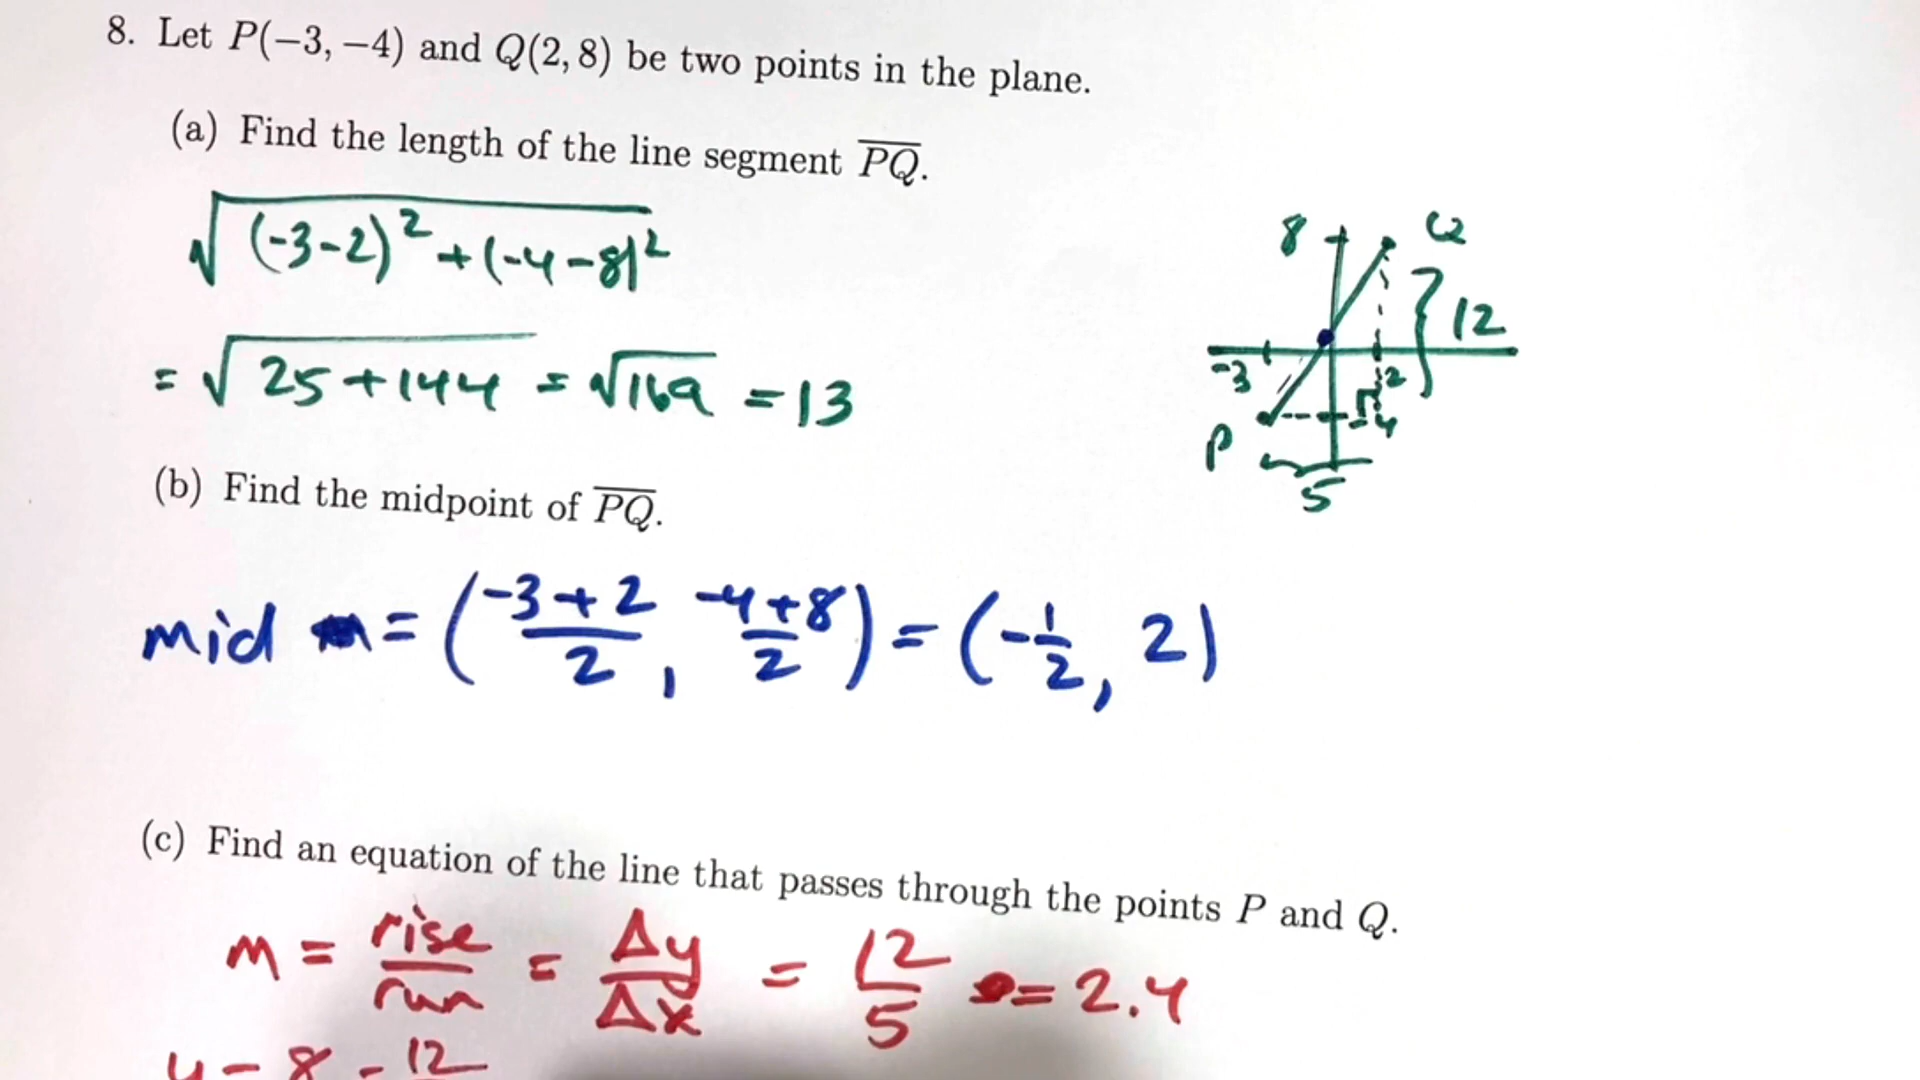 8. Let P(−3, −4) and Q(2, 8) be two points in the plane.
(a) Find the length of the line segment P̅Q̅.
√((-3-2)² + (-4-8)²)
= √(25+144) = √169 = 13
8 Q
12
-3 2
-4
P
5
(b) Find the midpoint of P̅Q̅.
mid m = (-3+2/2, -4+8/2) = (-1/2, 2)
(c) Find an equation of the line that passes through the points P and Q.
m = rise/run = Δy/Δx = 12/5 = 2.4
y - 8 = 12